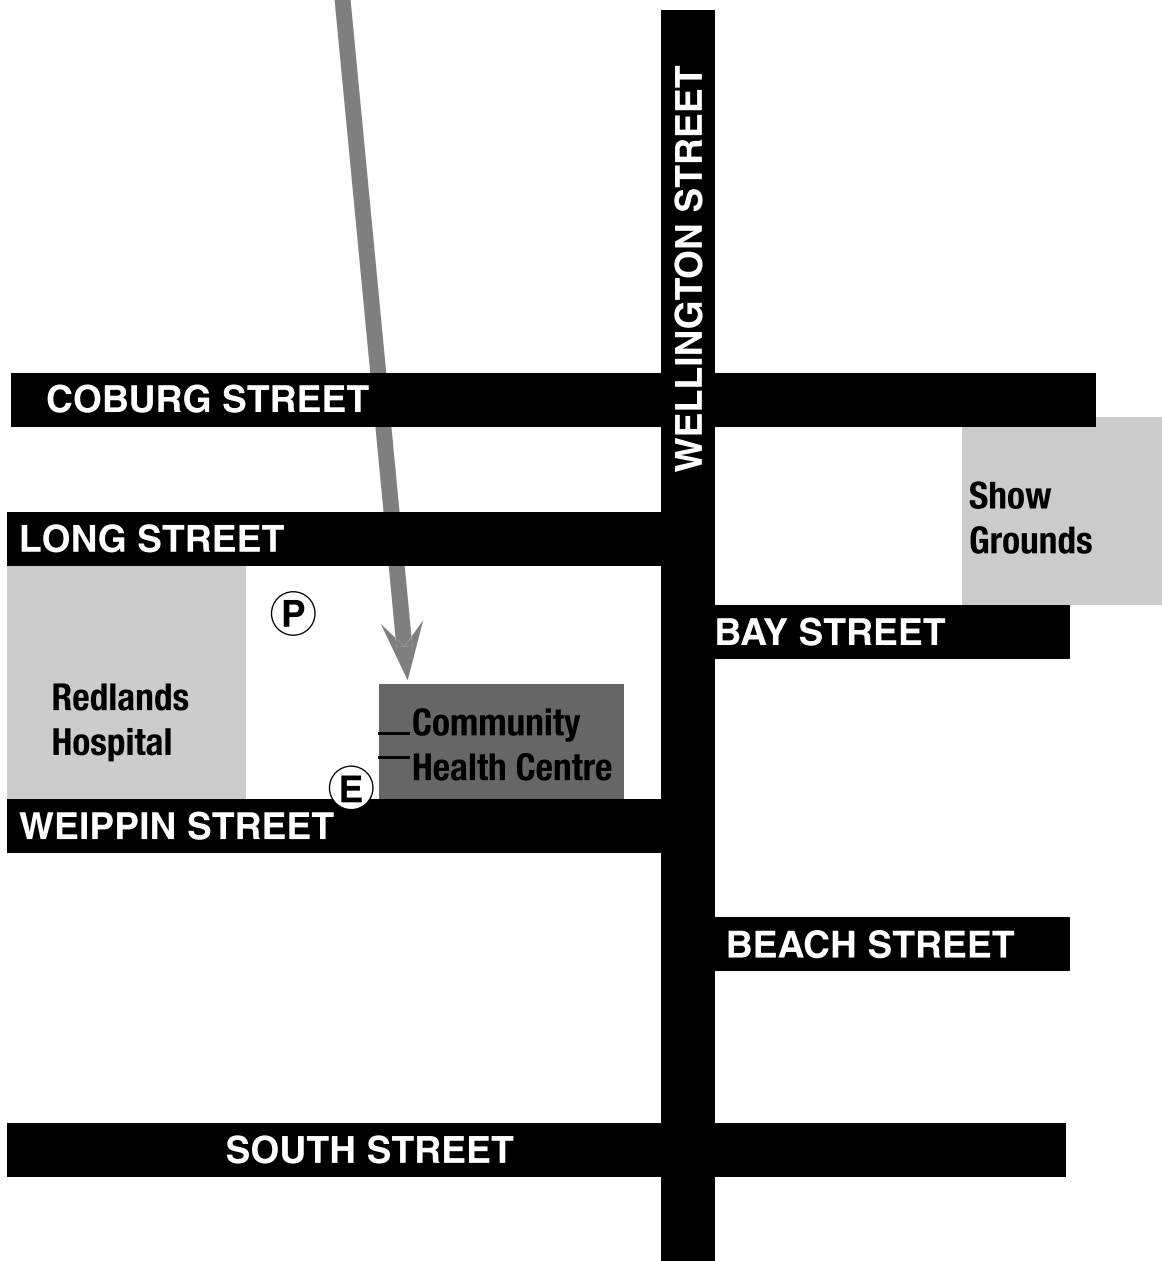 WELLINGTON STREET
COBURG STREET
Show
Grounds
LONG STREET
P
BAY STREET
Redlands
Hospital
Community
Health Centre
E
WEIPPIN STREET
BEACH STREET
SOUTH STREET